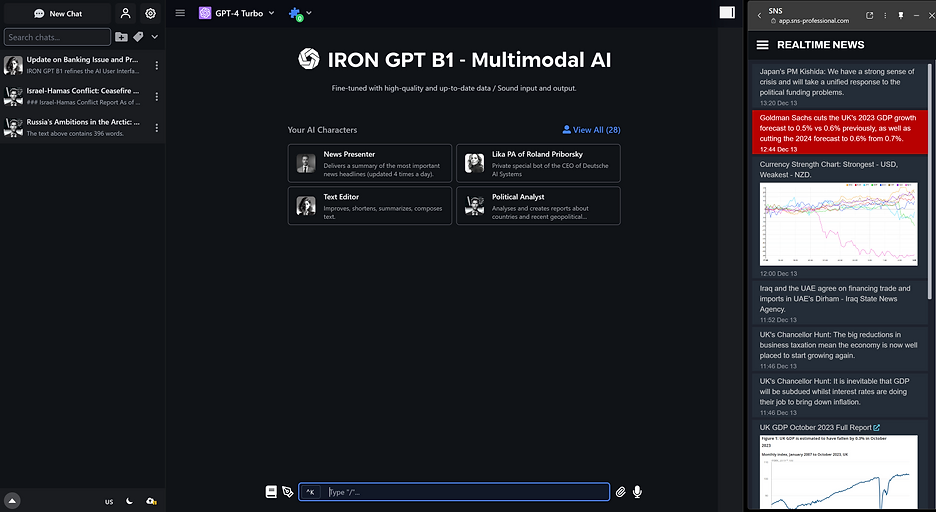 New Chat
Search chats...
Update on Banking Issue and Pr...
IRON GPT B1 refines the AI User Interfa...
Israel-Hamas Conflict: Ceasefire ...
### Israel-Hamas Conflict Report As of ...
Russia's Ambitions in the Arctic: ...
The text above contains 396 words.
US
GPT-4 Turbo
0
IRON GPT B1 - Multimodal AI
Fine-tuned with high-quality and up-to-date data / Sound input and output.
Your AI Characters
View All (28)
News Presenter
Delivers a summary of the most important
news headlines (updated 4 times a day).
Lika PA of Roland Priborsky
Private special bot of the CEO of Deutsche
AI Systems
Text Editor
Improves, shortens, summarizes, composes
text.
Political Analyst
Analyses and creates reports about
countries and recent geopolitical...
^K
Type "/"...
SNS
app.sns-professional.com
REALTIME NEWS
Japan's PM Kishida: We have a strong sense of
crisis and will take a unified response to the
political funding problems.
13:20 Dec 13
Goldman Sachs cuts the UK's 2023 GDP growth
forecast to 0.5% vs 0.6% previously, as well as
cutting the 2024 forecast to 0.6% from 0.7%.
12:44 Dec 13
Currency Strength Chart: Strongest - USD,
Weakest - NZD.
12:00 Dec 13
Iraq and the UAE agree on financing trade and
imports in UAE's Dirham - Iraq State News
Agency.
11:52 Dec 13
UK's Chancellor Hunt: The big reductions in
business taxation mean the economy is now well
placed to start growing again.
11:46 Dec 13
UK's Chancellor Hunt: It is inevitable that GDP
will be subdued whilst interest rates are doing
their job to bring down inflation.
11:46 Dec 13
UK GDP October 2023 Full Report
Figure 1: UK GDP is estimated to have fallen by 0.3% in October
2023
Monthly index, January 2007 to October 2023, UK